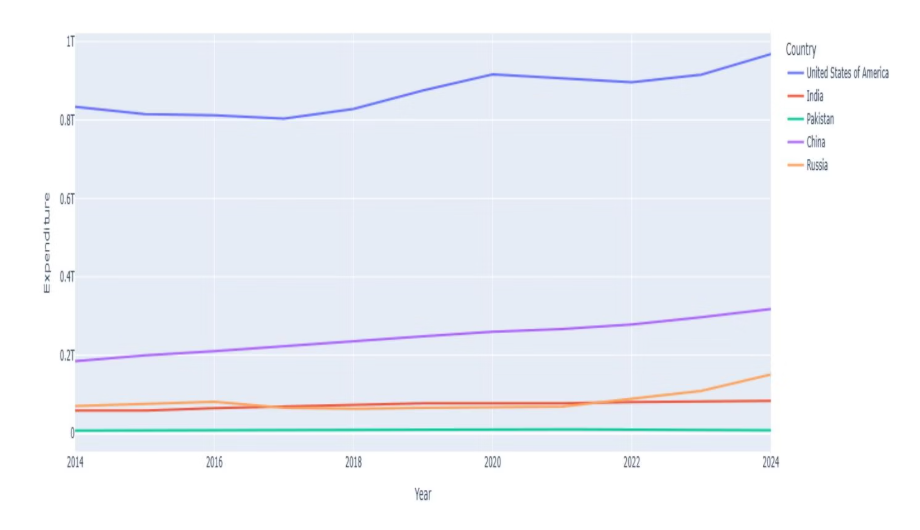 1T
0.8T
0.6T
0.4T
0.2T
0
Expenditure
2014 2016 2018 2020 2022 2024
Year
Country
United States of America
India
Pakistan
China
Russia